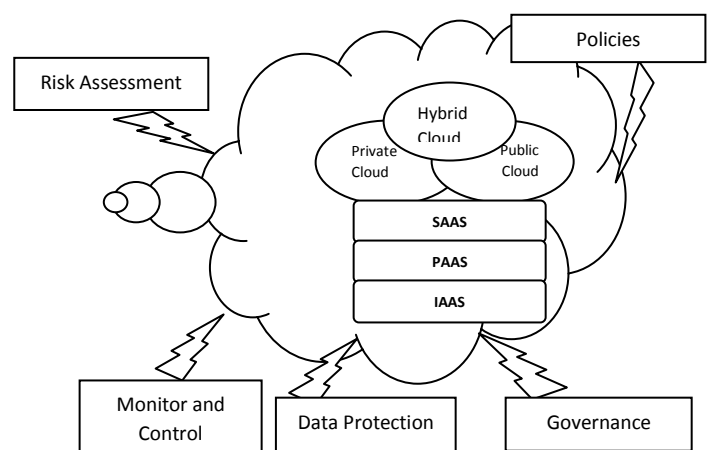 Policies
Risk Assessment
Hybrid
Cloud
Private
Cloud
Public
Cloud
SAAS
PAAS
IAAS
Monitor and
Control
Data Protection
Governance